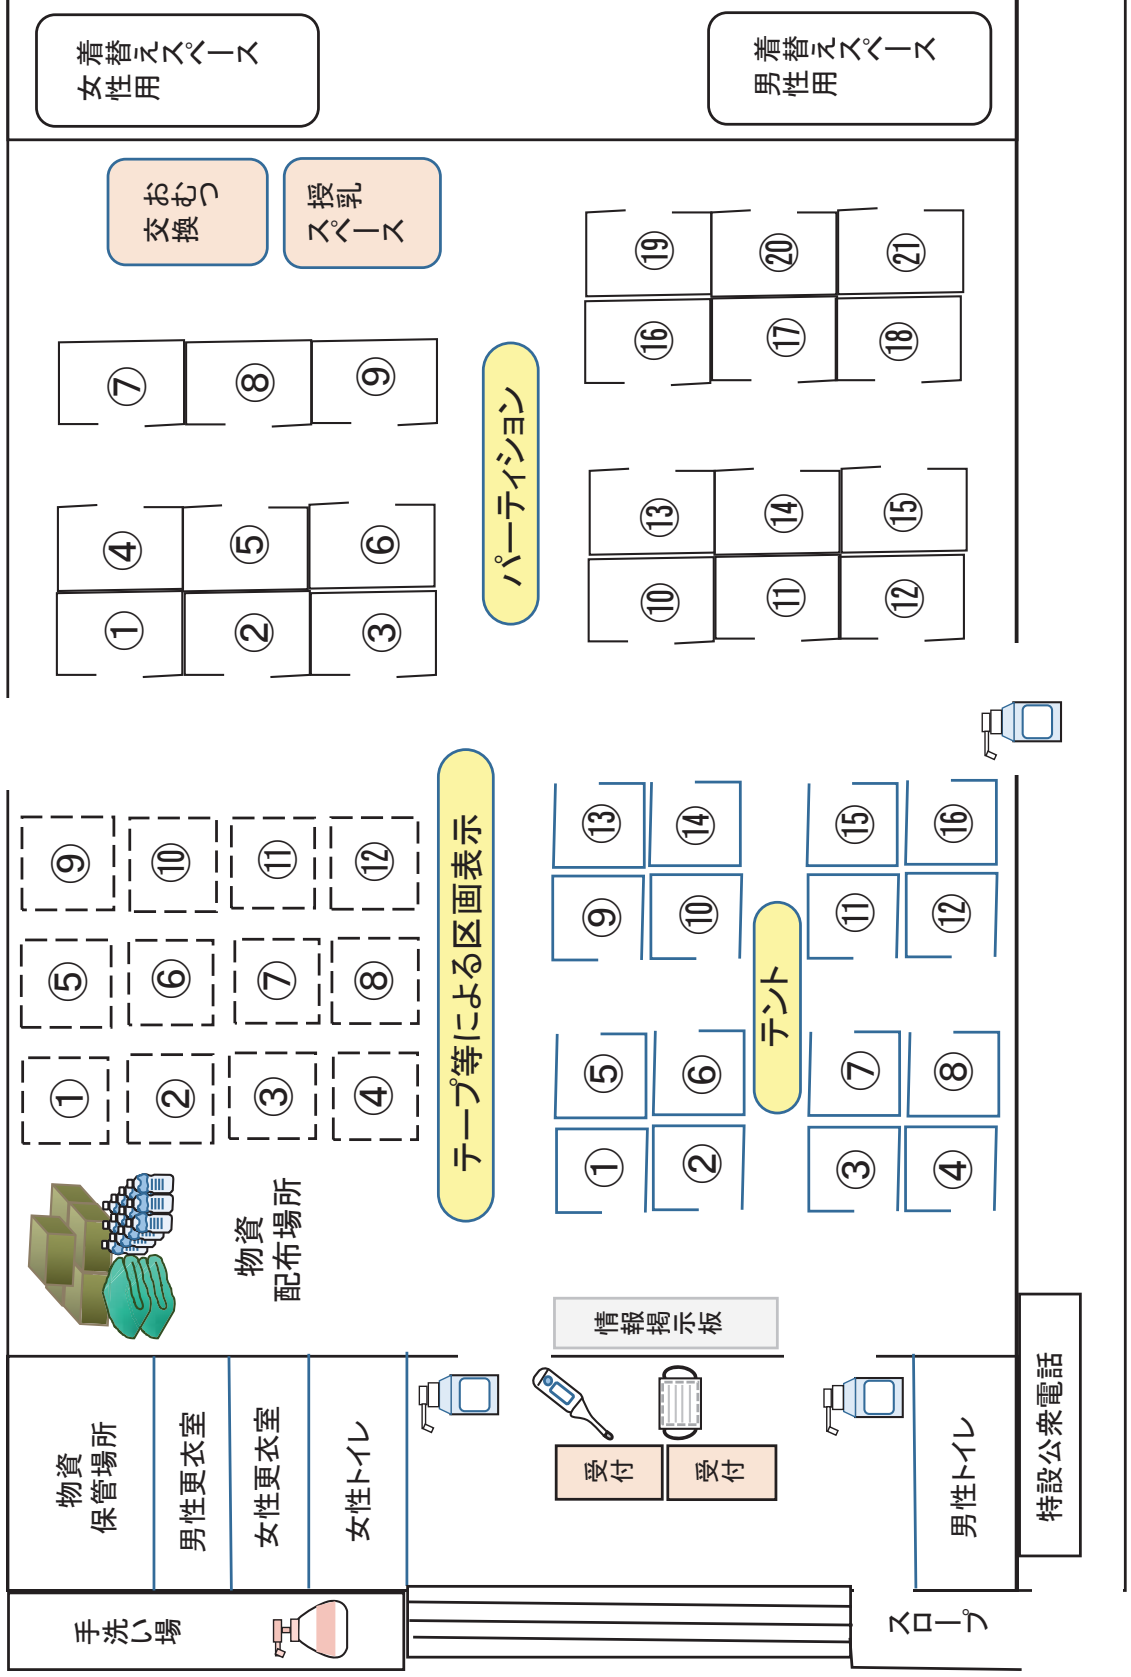 着替えスペース
女性用
着替えスペース
男性用
おむつ
交換
授乳
スペース
⑦
⑧
⑨
④
⑤
⑥
①
②
③
パーティション
⑲
⑳
㉑
⑯
⑰
⑱
⑬
⑭
⑮
⑩
⑪
⑫
⑨
⑩
⑪
⑫
⑤
⑥
⑦
⑧
①
②
③
④
テープ等による区画表示
⑬
⑭
⑮
⑯
⑨
⑩
⑪
⑫
テント
⑤
⑥
⑦
⑧
①
②
③
④
物資
配布場所
情報掲示板
物資
保管場所
男性更衣室
女性更衣室
女性トイレ
受付
受付
男性トイレ
特設公衆電話
手洗い場
スロープ